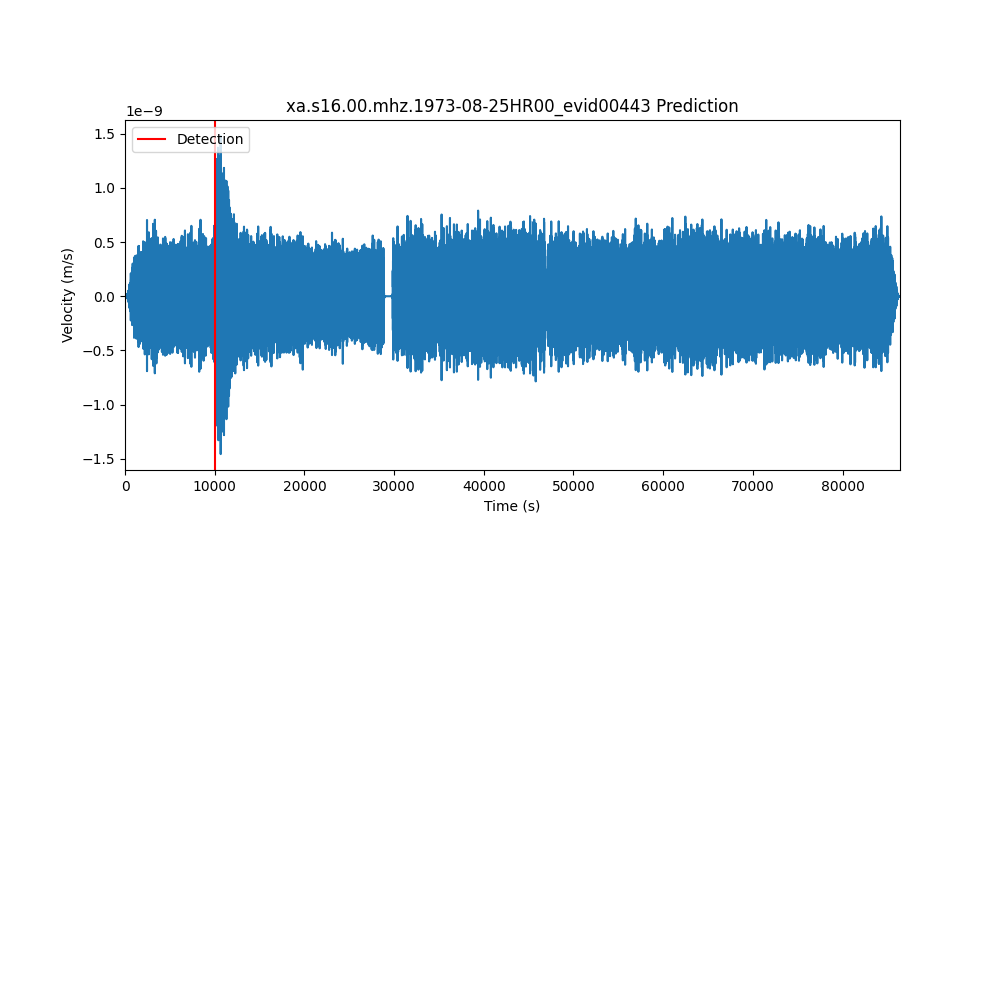 xa.s16.00.mhz.1973-08-25HR00_evid00443 Prediction
1e−9
Detection
1.5
1.0
0.5
0.0
−0.5
−1.0
−1.5
Velocity (m/s)
0 10000 20000 30000 40000 50000 60000 70000 80000
Time (s)